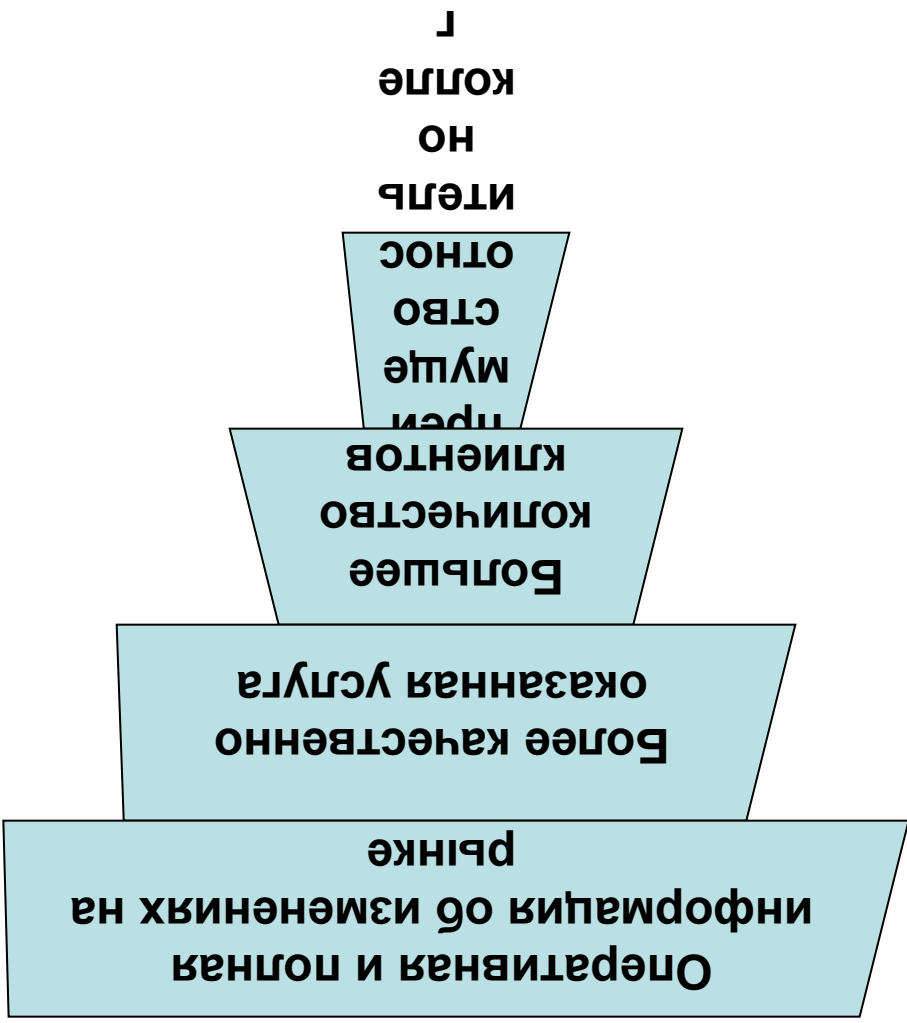 Оперативная и полная
информация об изменениях на
рынке
Более качественно
оказанная услуга
Большее
количество
клиентов
преи
муще
ство
относ
итель
но
колле
г